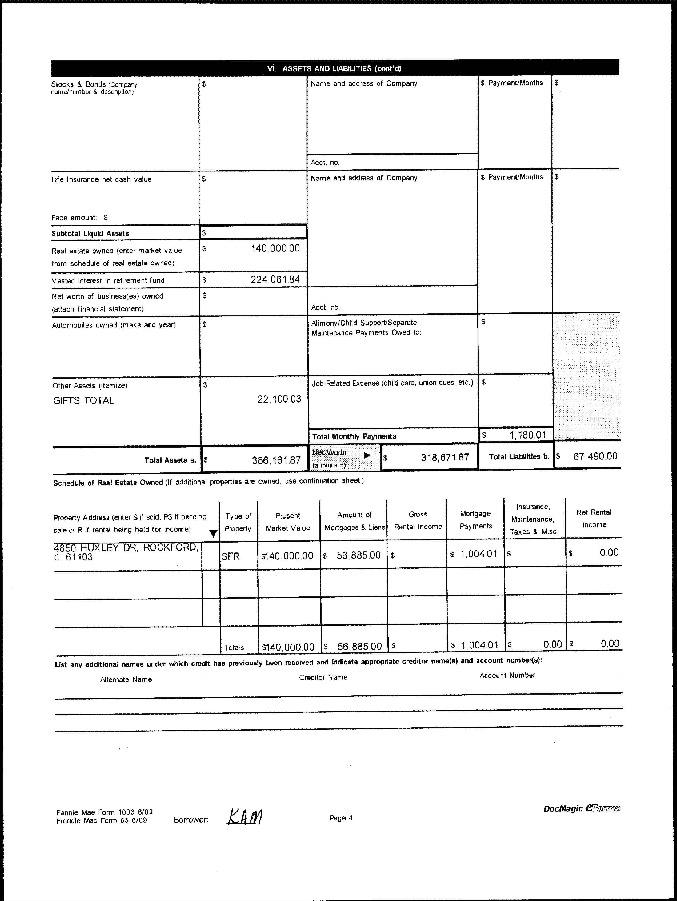 VI. ASSETS AND LIABILITIES (cont'd)
Stocks & Bonds (Company
name/number & description)
$
Name and address of Company
$ Payment/Months
$
Acct. no.
Life insurance net cash value
$
Name and address of Company
$ Payment/Months
$
Face amount: $
Subtotal Liquid Assets
$
Real estate owned (enter market value
from schedule of real estate owned)
$ 140,000.00
Vested interest in retirement fund
$ 224,061.84
Net worth of business(es) owned
(attach financial statement)
$
Acct. no.
Automobiles owned (make and year)
$
Alimony/Child Support/Separate
Maintenance Payments Owed to:
$
Other Assets (itemize)
$
GIFTS TOTAL
22,100.03
Job-Related Expense (child care, union dues, etc.)
$
Total Monthly Payments
$ 1,780.01
Total Assets a.
$ 386,161.87
Net Worth
(a minus b)
$ 318,671.87
Total Liabilities b.
$ 67,490.00
Schedule of Real Estate Owned (If additional properties are owned, use continuation sheet.)
Property Address (enter S if sold, PS if pending
sale or R if rental being held for income)
Type of
Property
Present
Market Value
Amount of
Mortgages & Liens
Gross
Rental Income
Mortgage
Payments
Insurance,
Maintenance,
Taxes & Misc.
Net Rental
Income
4850 HUXLEY DR, ROCKFORD,
61103
SFR
$140,000.00
$ 56,885.00
$
$ 1,004.01
$
$ 0.00
Totals
$140,000.00
$ 56,885.00
$
$ 1,004.01
$ 0.00
$ 0.00
List any additional names under which credit has previously been received and indicate appropriate creditor name(s) and account number(s):
Alternate Name
Creditor Name
Account Number
Fannie Mae Form 1003 6/09
Freddie Mac Form 65 6/09
Borrower:
KAM
Page 4
DocMagic